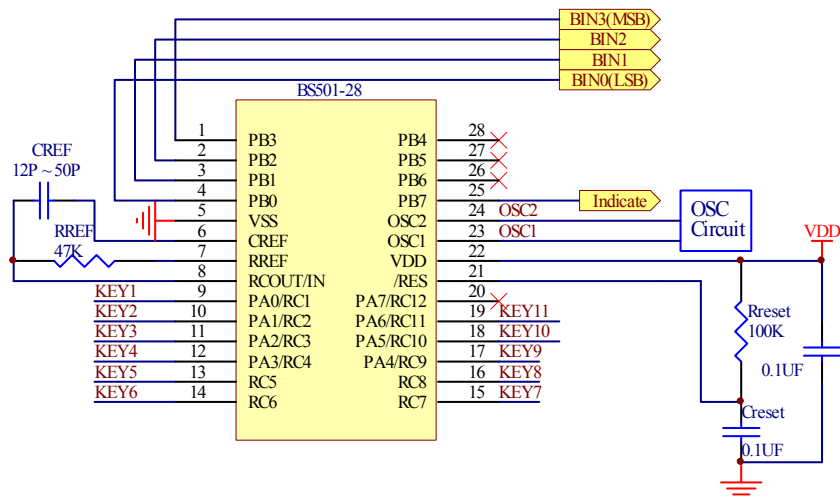 BIN3(MSB)
BIN2
BIN1
BIN0(LSB)
BS501-28
CREF
12P ~ 50P
RREF
47K
1 PB3 PB4 28
2 PB2 PB5 27
3 PB1 PB6 26
4 PB0 PB7 25 Indicate
5 VSS OSC2 24 OSC2
6 CREF OSC1 23 OSC1
7 RREF VDD 22
8 RCOUT/IN /RES 21
KEY1 9 PA0/RC1 PA7/RC12 20
KEY2 10 PA1/RC2 PA6/RC11 19 KEY11
KEY3 11 PA2/RC3 PA5/RC10 18 KEY10
KEY4 12 PA3/RC4 PA4/RC9 17 KEY9
KEY5 13 RC5 RC8 16 KEY8
KEY6 14 RC6 RC7 15 KEY7
OSC
Circuit
VDD
Rreset
100K
0.1UF
Creset
0.1UF